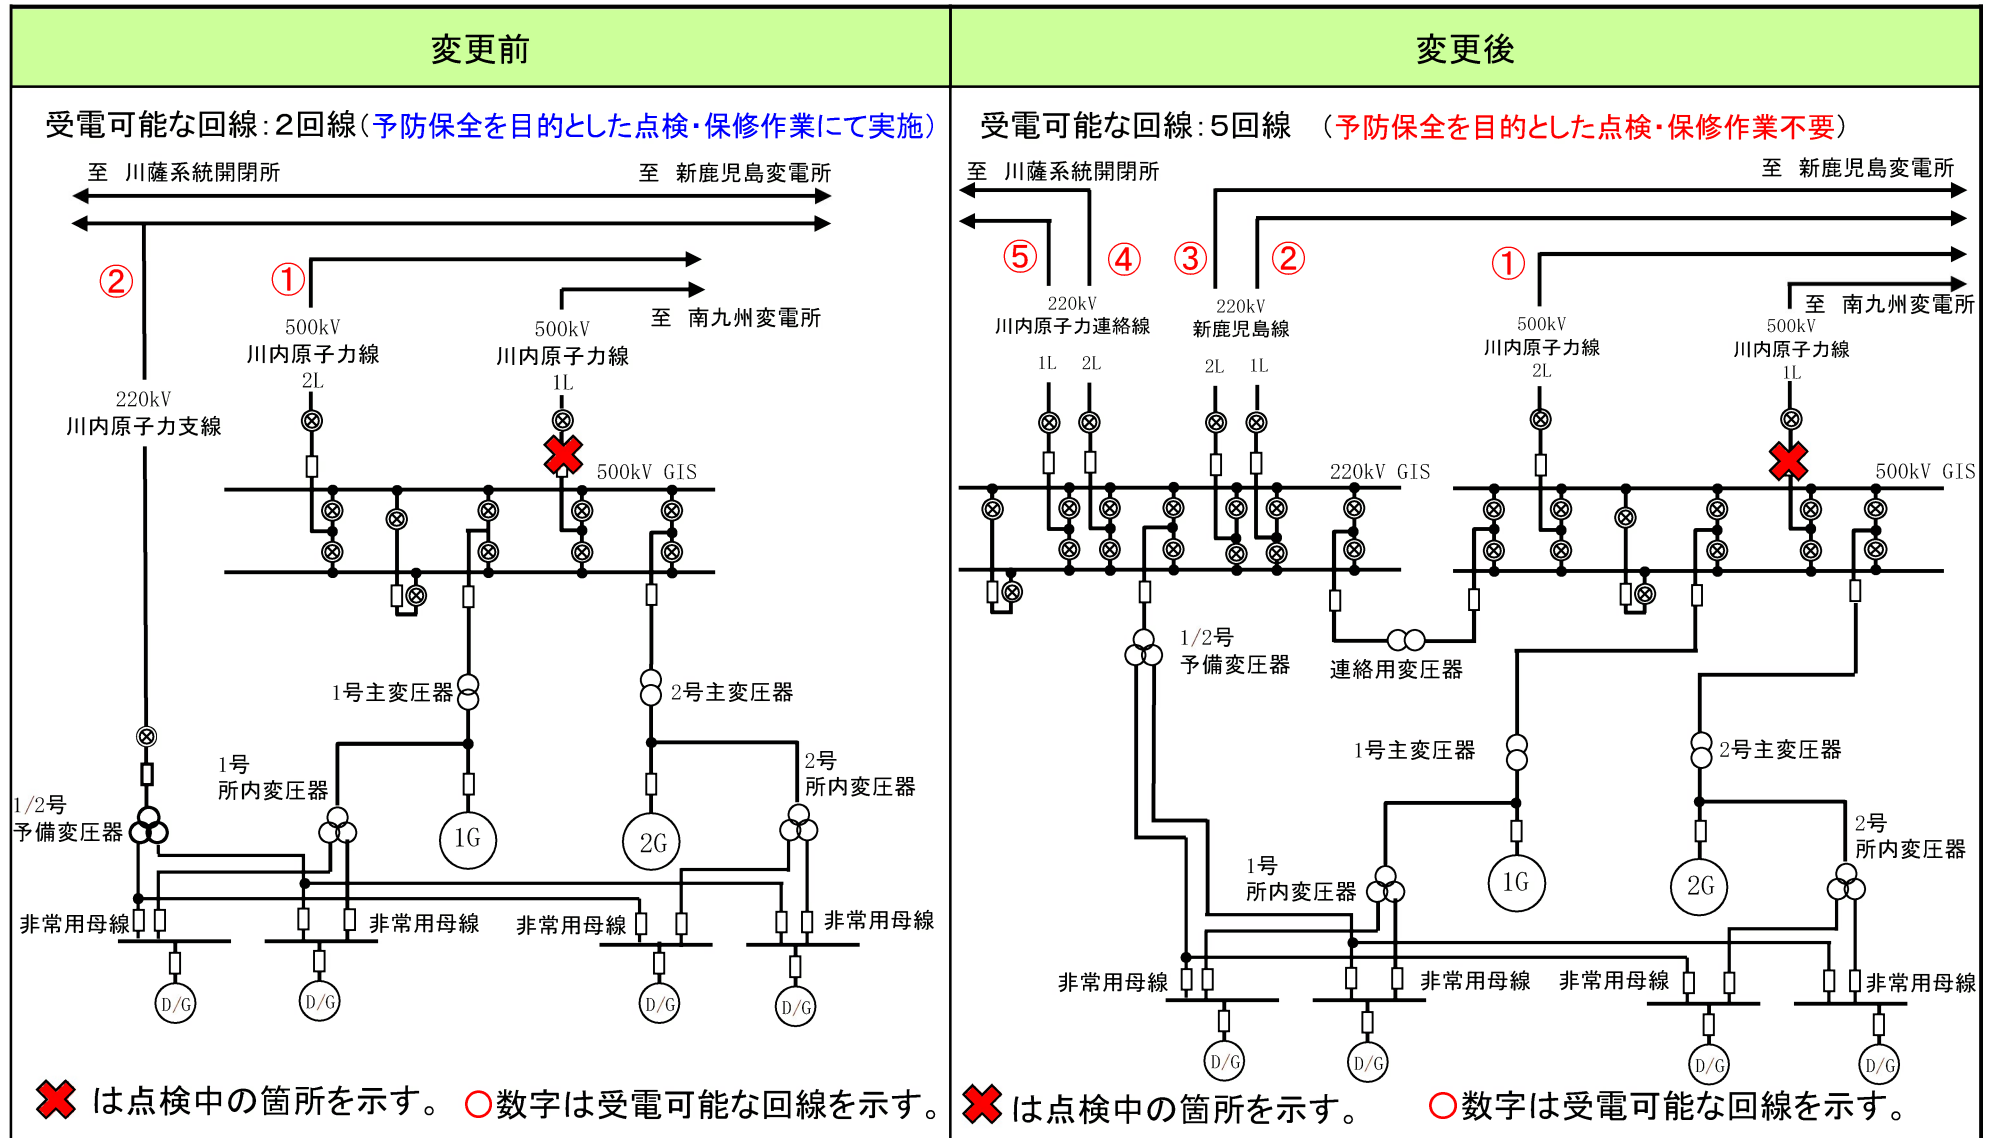 変更前
受電可能な回線：２回線（予防保全を目的とした点検・保修作業にて実施）
至 川薩系統開閉所
至 新鹿児島変電所
②
①
500kV
川内原子力線
2L
500kV
川内原子力線
1L
至 南九州変電所
220kV
川内原子力支線
500kV GIS
1号主変圧器
2号主変圧器
1号
所内変圧器
2号
所内変圧器
1/2号
予備変圧器
1G
2G
非常用母線
非常用母線
非常用母線
非常用母線
D/G
D/G
D/G
D/G
は点検中の箇所を示す。
○数字は受電可能な回線を示す。
変更後
受電可能な回線：５回線 （予防保全を目的とした点検・保修作業不要）
至 川薩系統開閉所
至 新鹿児島変電所
⑤
④
③
②
①
220kV
川内原子力連絡線
1L
2L
220kV
新鹿児島線
2L
1L
500kV
川内原子力線
2L
至 南九州変電所
500kV
川内原子力線
1L
220kV GIS
500kV GIS
1/2号
予備変圧器
連絡用変圧器
1号主変圧器
2号主変圧器
1号
所内変圧器
2号
所内変圧器
1G
2G
非常用母線
非常用母線
非常用母線
非常用母線
D/G
D/G
D/G
D/G
は点検中の箇所を示す。
○数字は受電可能な回線を示す。